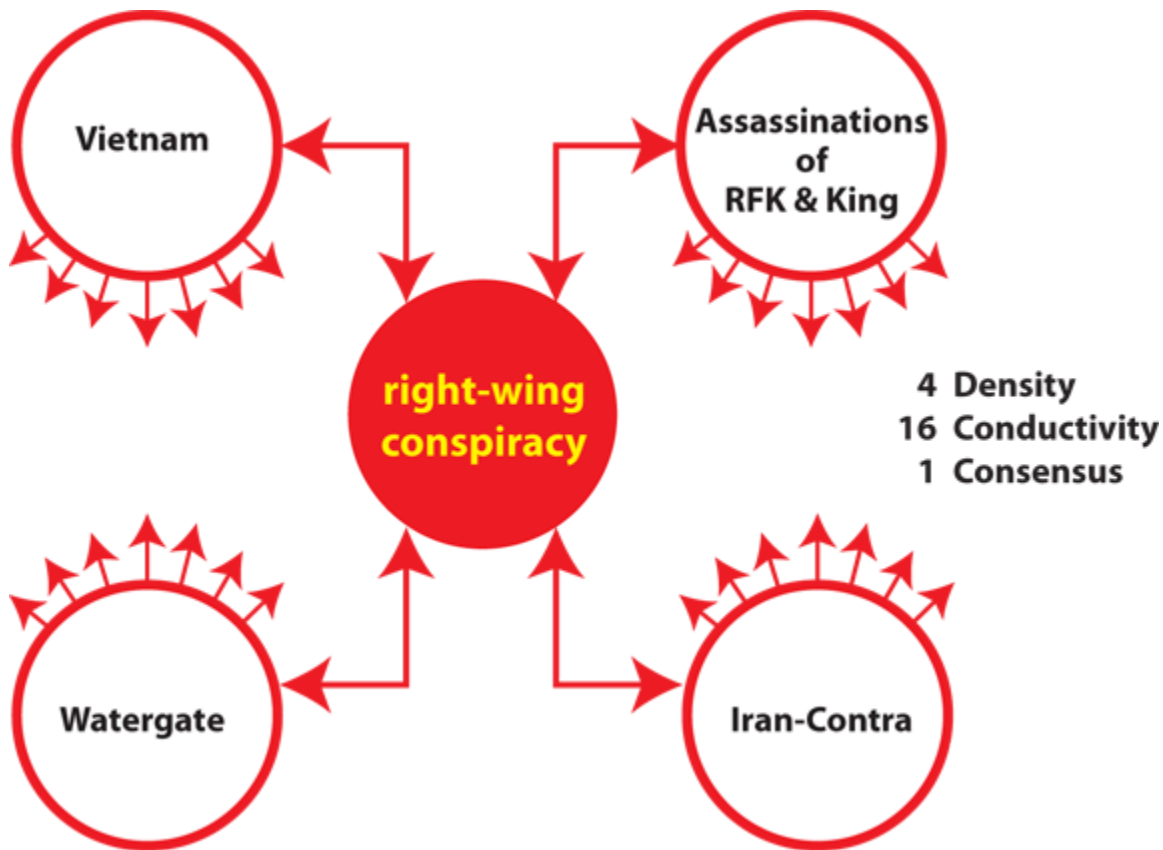 Vietnam
Assassinations
of
RFK & King
right-wing
conspiracy
4 Density
16 Conductivity
1 Consensus
Watergate
Iran-Contra